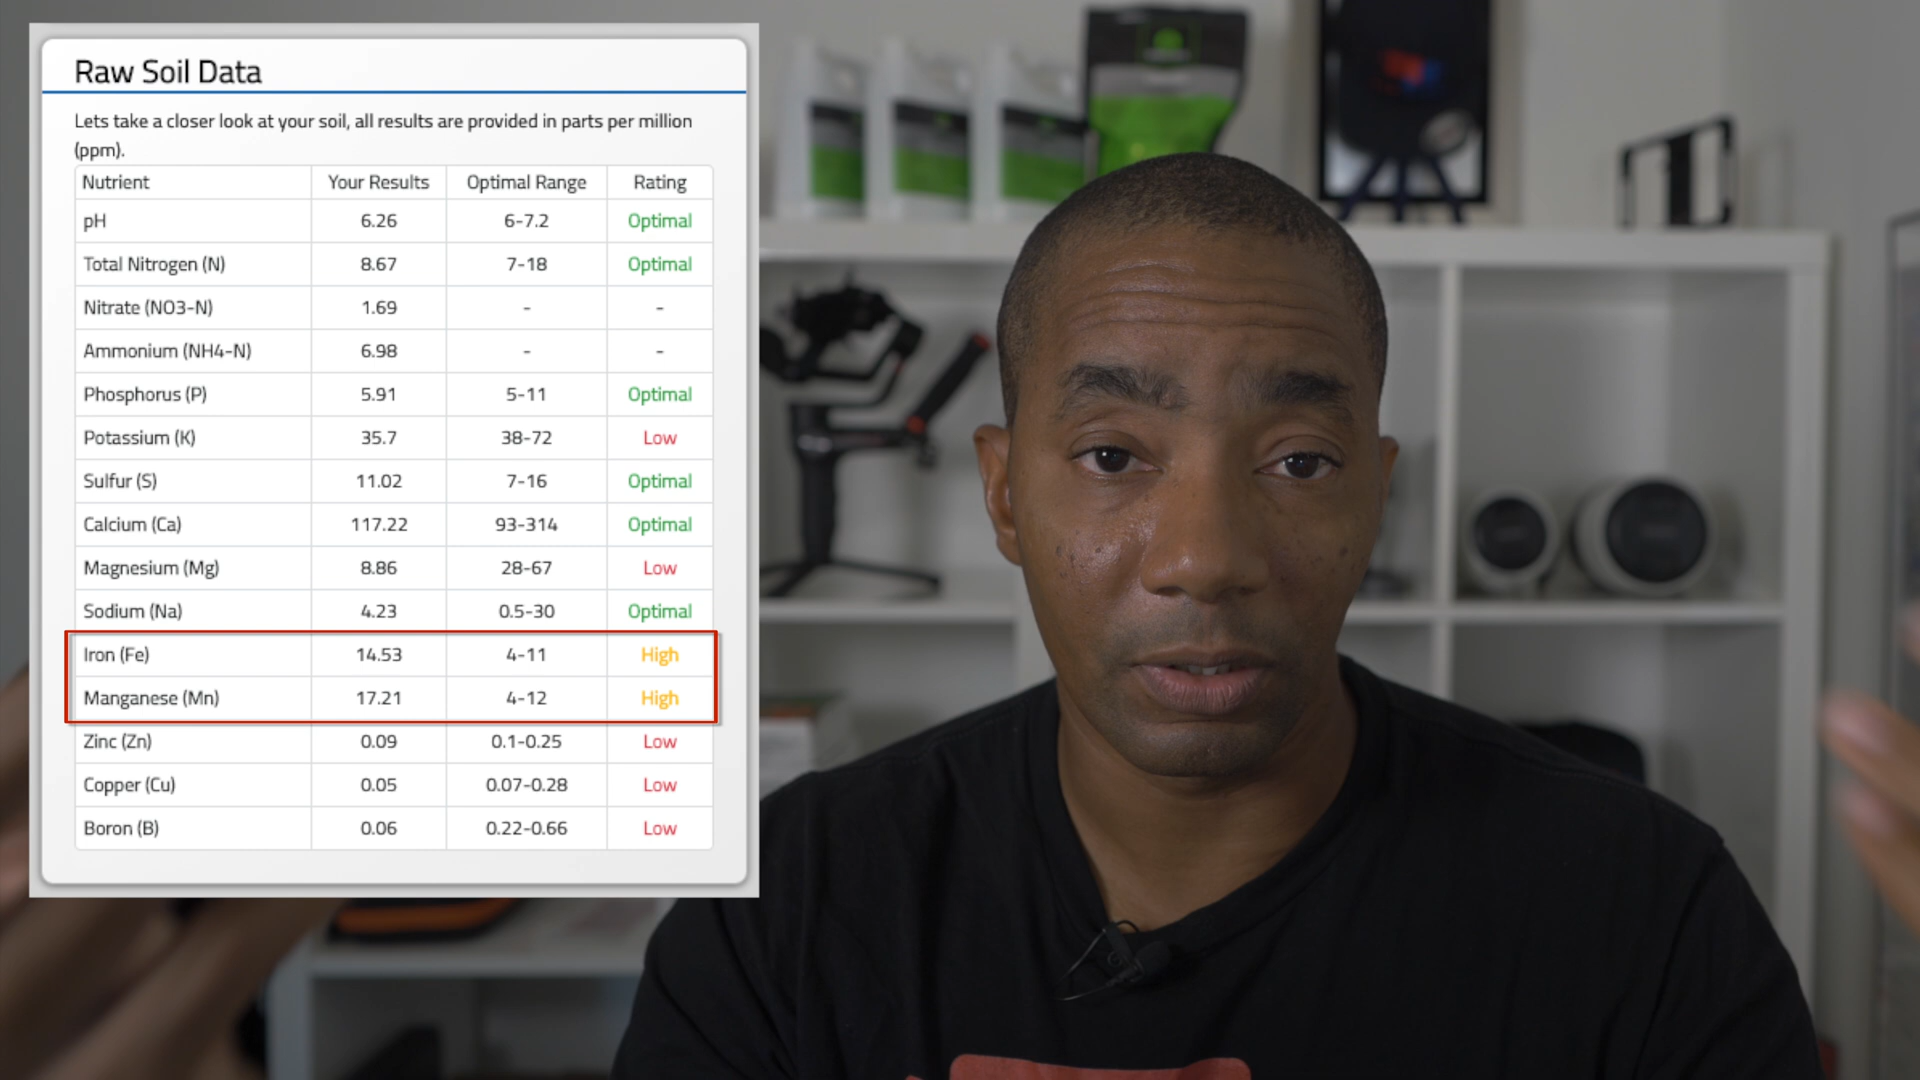 Raw Soil Data
Lets take a closer look at your soil, all results are provided in parts per million
(ppm).
Nutrient Your Results Optimal Range Rating
pH 6.26 6-7.2 Optimal
Total Nitrogen (N) 8.67 7-18 Optimal
Nitrate (NO3-N) 1.69 - -
Ammonium (NH4-N) 6.98 - -
Phosphorus (P) 5.91 5-11 Optimal
Potassium (K) 35.7 38-72 Low
Sulfur (S) 11.02 7-16 Optimal
Calcium (Ca) 117.22 93-314 Optimal
Magnesium (Mg) 8.86 28-67 Low
Sodium (Na) 4.23 0.5-30 Optimal
Iron (Fe) 14.53 4-11 High
Manganese (Mn) 17.21 4-12 High
Zinc (Zn) 0.09 0.1-0.25 Low
Copper (Cu) 0.05 0.07-0.28 Low
Boron (B) 0.06 0.22-0.66 Low